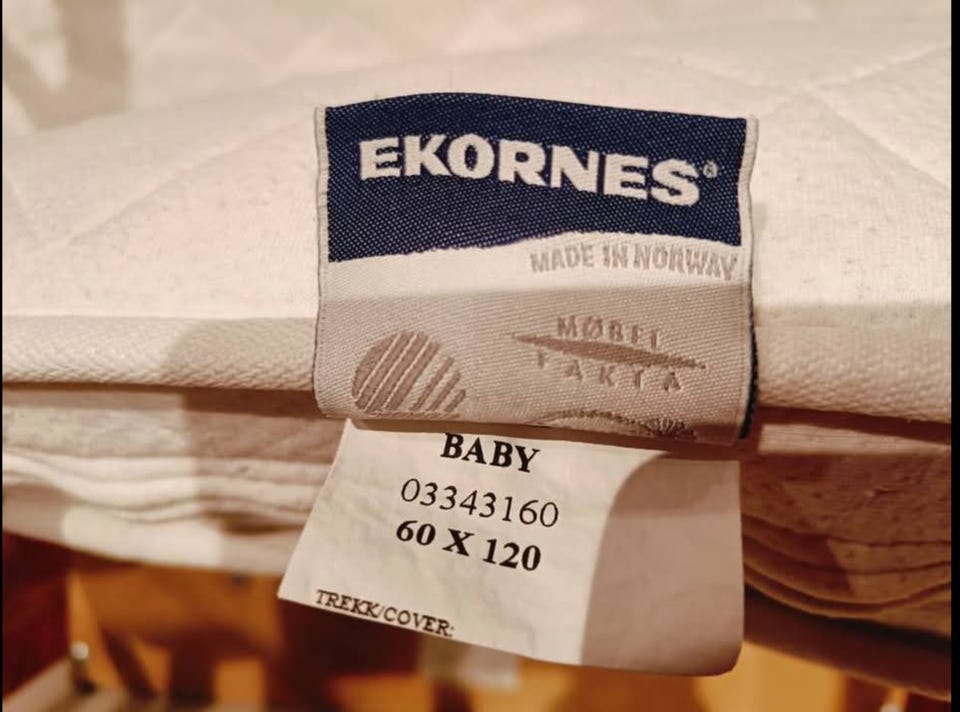 EKORNES®
MADE IN NORWAY
MØBEL
FAKTA
BABY
03343160
60 X 120
TREKK/COVER: